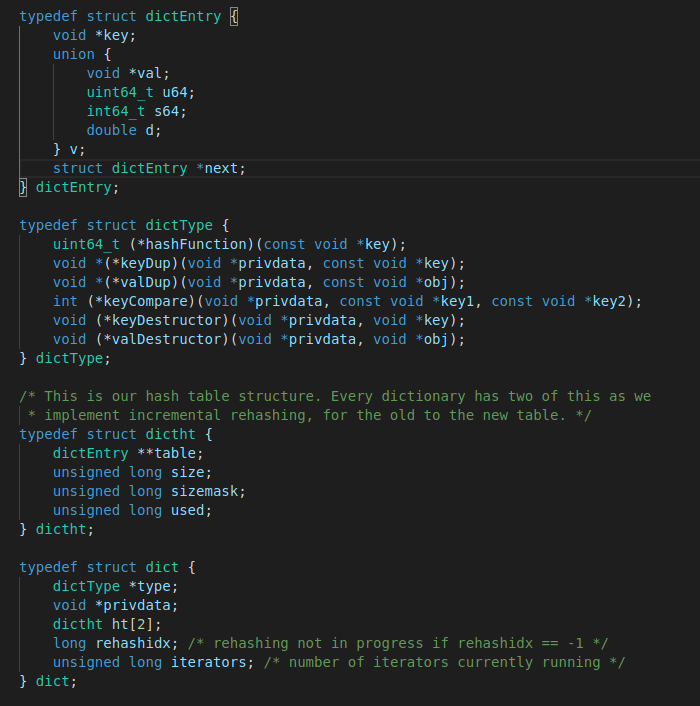 typedef struct dictEntry {
    void *key;
    union {
        void *val;
        uint64_t u64;
        int64_t s64;
        double d;
    } v;
    struct dictEntry *next;
} dictEntry;

typedef struct dictType {
    uint64_t (*hashFunction)(const void *key);
    void *(*keyDup)(void *privdata, const void *key);
    void *(*valDup)(void *privdata, const void *obj);
    int (*keyCompare)(void *privdata, const void *key1, const void *key2);
    void (*keyDestructor)(void *privdata, void *key);
    void (*valDestructor)(void *privdata, void *obj);
} dictType;

/* This is our hash table structure. Every dictionary has two of this as we
 * implement incremental rehashing, for the old to the new table. */
typedef struct dictht {
    dictEntry **table;
    unsigned long size;
    unsigned long sizemask;
    unsigned long used;
} dictht;

typedef struct dict {
    dictType *type;
    void *privdata;
    dictht ht[2];
    long rehashidx; /* rehashing not in progress if rehashidx == -1 */
    unsigned long iterators; /* number of iterators currently running */
} dict;